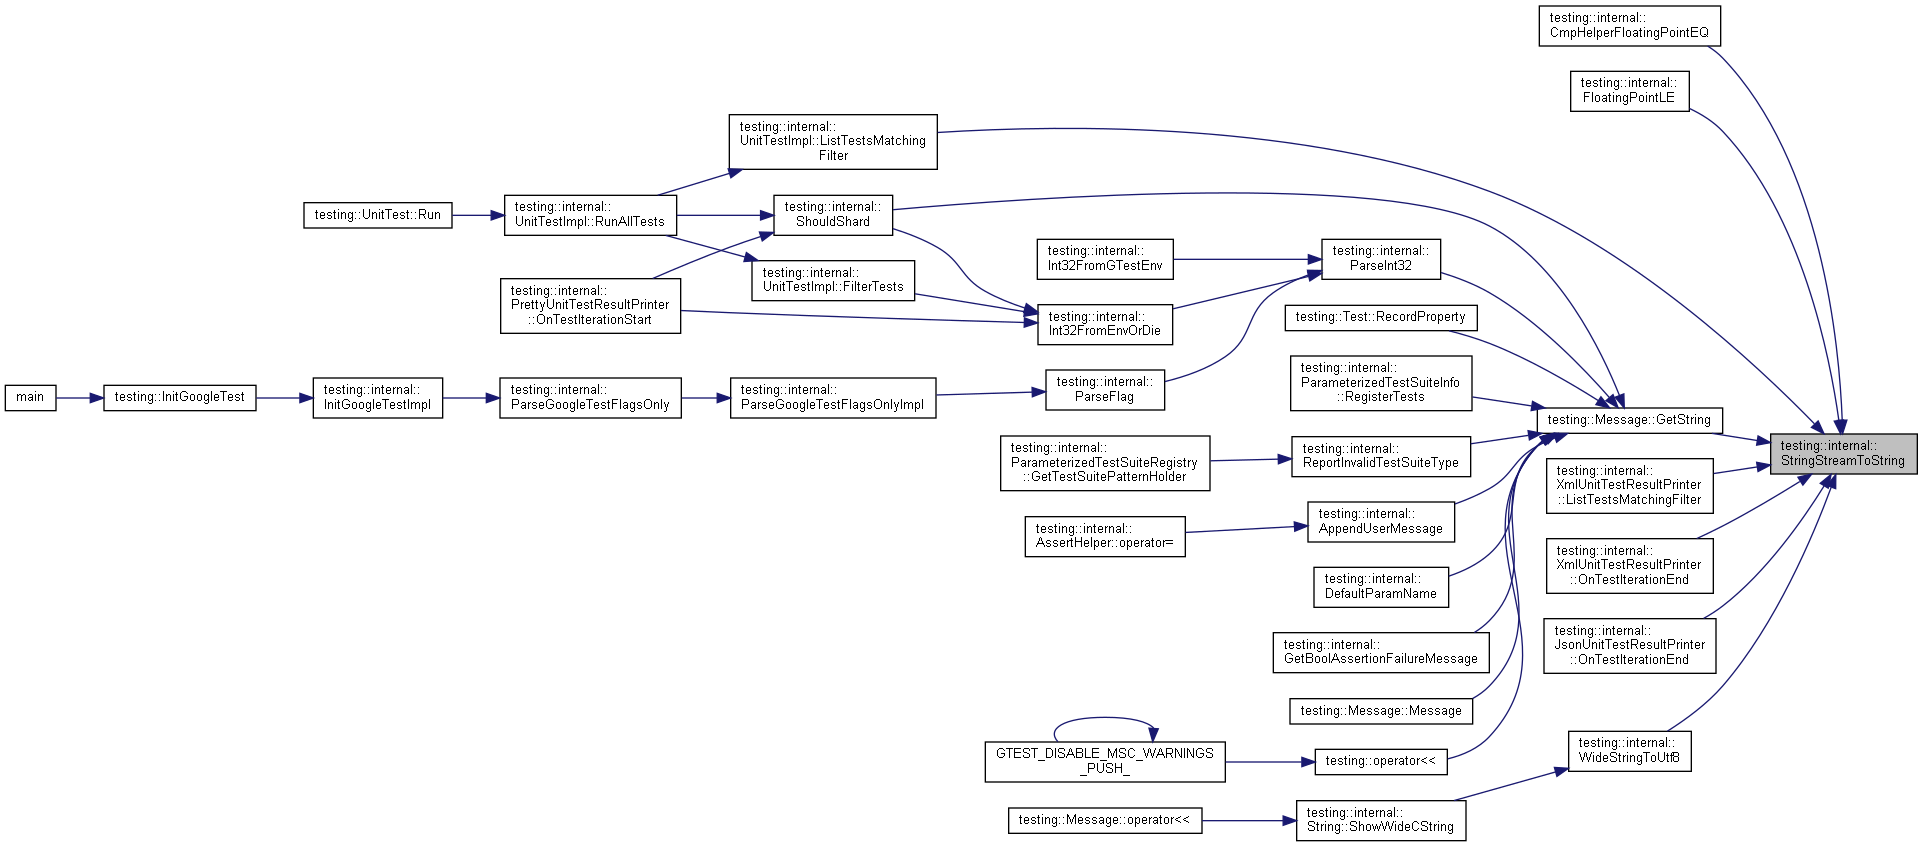 testing::internal::
CmpHelperFloatingPointEQ
testing::internal::
FloatingPointLE
testing::internal::
UnitTestImpl::ListTestsMatching
Filter
testing::UnitTest::Run
testing::internal::
UnitTestImpl::RunAllTests
testing::internal::
ShouldShard
testing::internal::
Int32FromGTestEnv
testing::internal::
ParseInt32
testing::internal::
UnitTestImpl::FilterTests
testing::internal::
PrettyUnitTestResultPrinter
::OnTestIterationStart
testing::internal::
Int32FromEnvOrDie
testing::Test::RecordProperty
testing::internal::
ParameterizedTestSuiteInfo
::RegisterTests
main
testing::InitGoogleTest
testing::internal::
InitGoogleTestImpl
testing::internal::
ParseGoogleTestFlagsOnly
testing::internal::
ParseGoogleTestFlagsOnlyImpl
testing::internal::
ParseFlag
testing::Message::GetString
testing::internal::
StringStreamToString
testing::internal::
ParameterizedTestSuiteRegistry
::GetTestSuitePatternHolder
testing::internal::
ReportInvalidTestSuiteType
testing::internal::
XmlUnitTestResultPrinter
::ListTestsMatchingFilter
testing::internal::
AssertHelper::operator=
testing::internal::
AppendUserMessage
testing::internal::
XmlUnitTestResultPrinter
::OnTestIterationEnd
testing::internal::
DefaultParamName
testing::internal::
JsonUnitTestResultPrinter
::OnTestIterationEnd
testing::internal::
GetBoolAssertionFailureMessage
testing::Message::Message
GTEST_DISABLE_MSC_WARNINGS
_PUSH_
testing::operator<<
testing::internal::
WideStringToUtf8
testing::Message::operator<<
testing::internal::
String::ShowWideCString